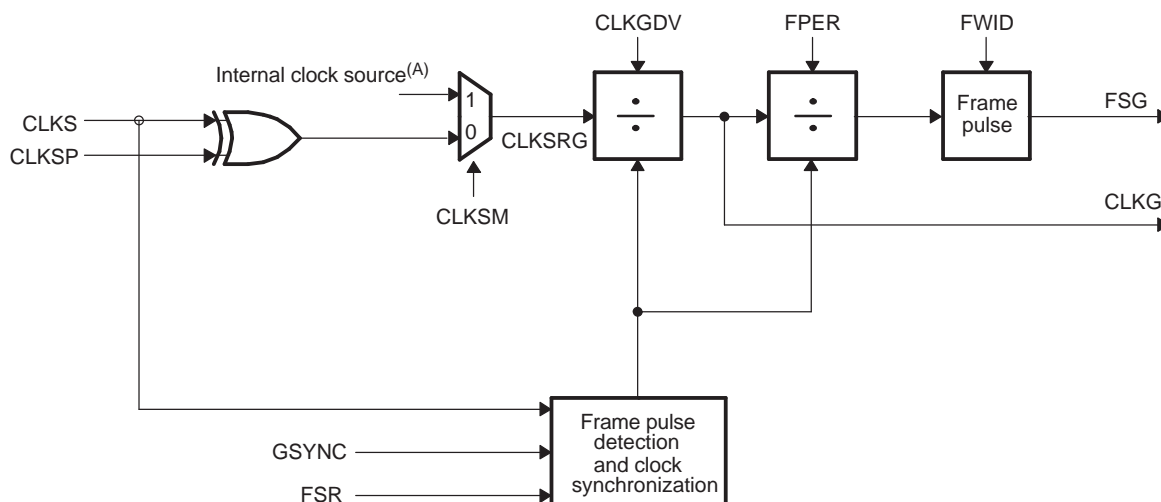 CLKGDV
FPER
FWID
Internal clock source(A)
1
0
CLKS
CLKSP
CLKSRG
÷
÷
Frame
pulse
FSG
CLKSM
CLKG
Frame pulse
detection
and clock
synchronization
GSYNC
FSR